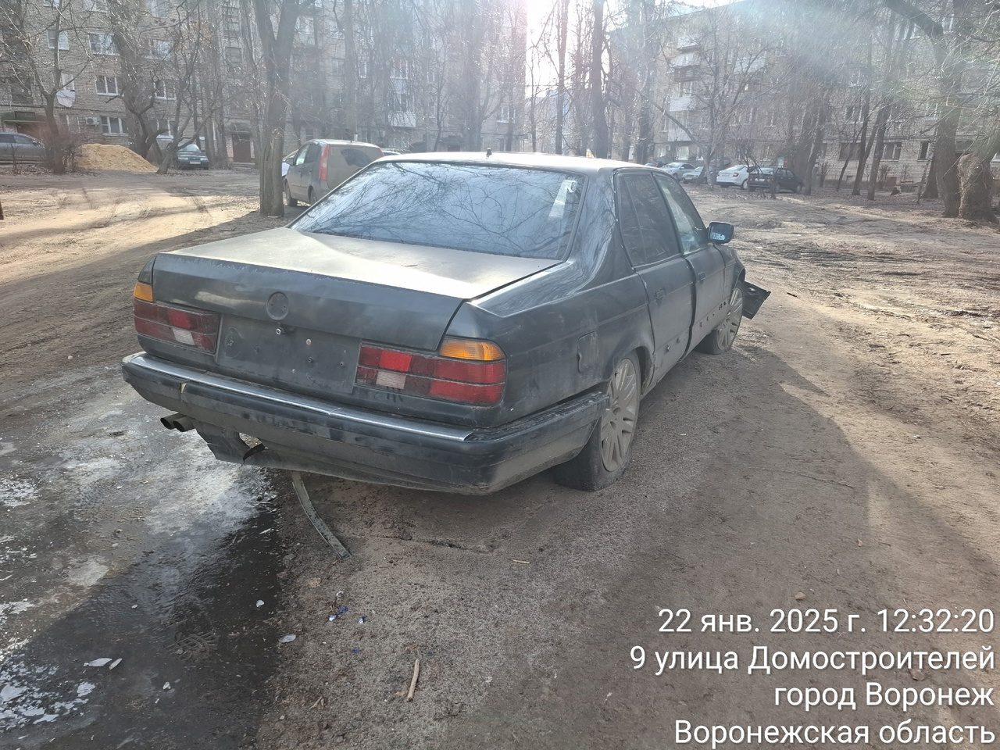 22 янв. 2025 г. 12:32:20
9 улица Домостроителей
город Воронеж
Воронежская область